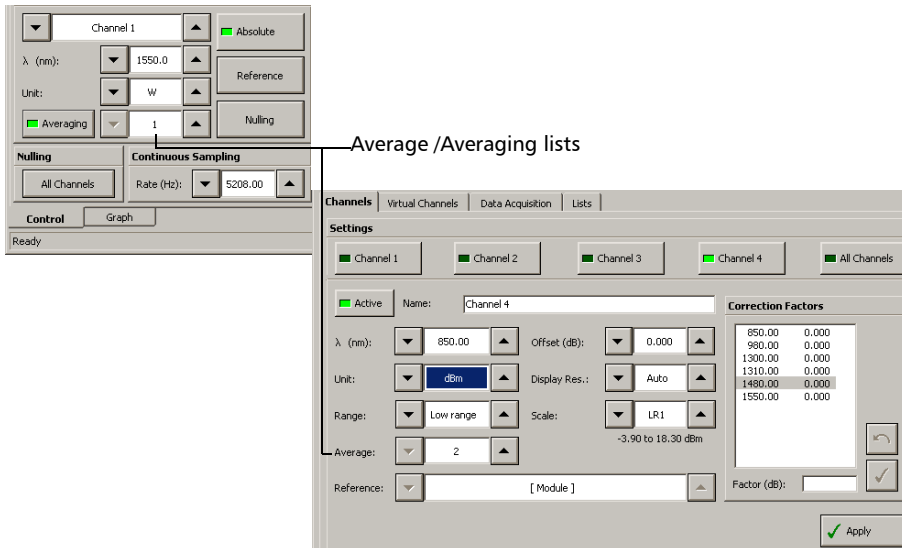 Channel 1
Absolute
λ (nm):
1550.0
Reference
Unit:
W
Averaging
1
Nulling
Average /Averaging lists
Nulling
Continuous Sampling
All Channels
Rate (Hz):
5208.00
Control
Graph
Ready
Channels
Virtual Channels
Data Acquisition
Lists
Settings
Channel 1
Channel 2
Channel 3
Channel 4
All Channels
Active
Name:
Channel 4
Correction Factors
λ (nm):
850.00
Offset (dB):
0.000
850.00 0.000
980.00 0.000
1300.00 0.000
1310.00 0.000
1480.00 0.000
1550.00 0.000
Unit:
dBm
Display Res.:
Auto
Range:
Low range
Scale:
LR1
-3.90 to 18.30 dBm
Average:
2
Reference:
[ Module ]
Factor (dB):
Apply